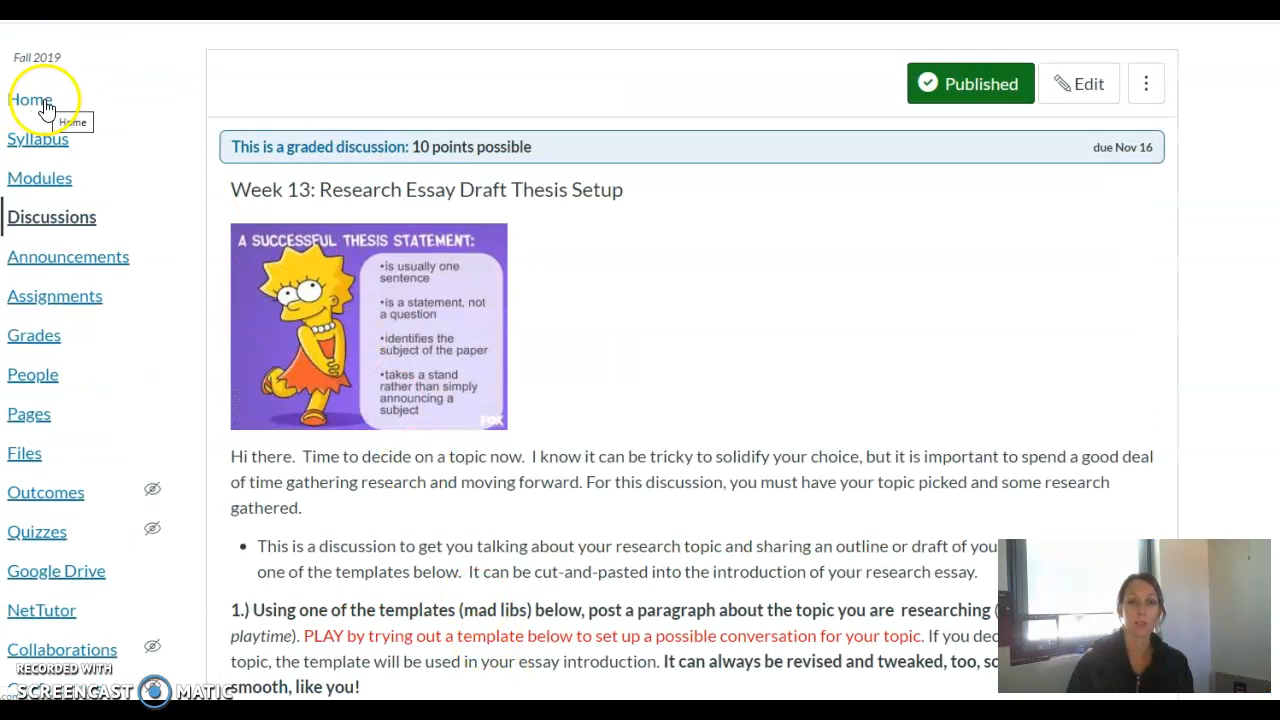 Fall 2019
Home
Home
Syllabus
Modules
Discussions
Announcements
Assignments
Grades
People
Pages
Files
Outcomes
Quizzes
Google Drive
NetTutor
Collaborations
Published
Edit
This is a graded discussion: 10 points possible
due Nov 16
Week 13: Research Essay Draft Thesis Setup
A SUCCESSFUL THESIS STATEMENT:
•is usually one
sentence
•is a statement, not
a question
•identifies the
subject of the paper
•takes a stand
rather than simply
announcing a
subject
FOX
Hi there.  Time to decide on a topic now.  I know it can be tricky to solidify your choice, but it is important to spend a good deal
of time gathering research and moving forward. For this discussion, you must have your topic picked and some research
gathered.
• This is a discussion to get you talking about your research topic and sharing an outline or draft of
one of the templates below.  It can be cut-and-pasted into the introduction of your research essay.
1.) Using one of the templates (mad libs) below, post a paragraph about the topic you are  researching (
playtime). PLAY by trying out a template below to set up a possible conversation for your topic. If you
topic, the template will be used in your essay introduction. It can always be revised and tweaked, too,
smooth, like you!
RECORDED WITH
SCREENCAST MATIC